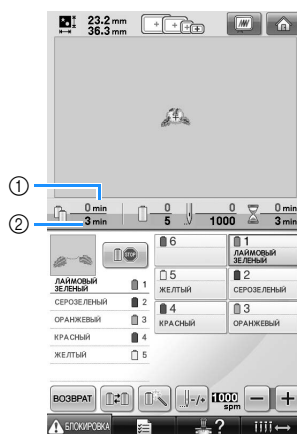 23.2 mm
36.3 mm
1
0 min 0 0 0 min
2
3 min 5 1000 3 min
6
1
ЛАЙМОВЫЙ
ЗЕЛЕНЫЙ
5
ЖЕЛТЫЙ
2
СЕРОЗЕЛЕНЫЙ
4
КРАСНЫЙ
3
ОРАНЖЕВЫЙ
STOP
ЛАЙМОВЫЙ
ЗЕЛЕНЫЙ 1
СЕРОЗЕЛЕНЫЙ 2
ОРАНЖЕВЫЙ 3
КРАСНЫЙ 4
ЖЕЛТЫЙ 5
ВОЗВРАТ -/+ 1000 spm - +
БЛОКИРОВКА ?